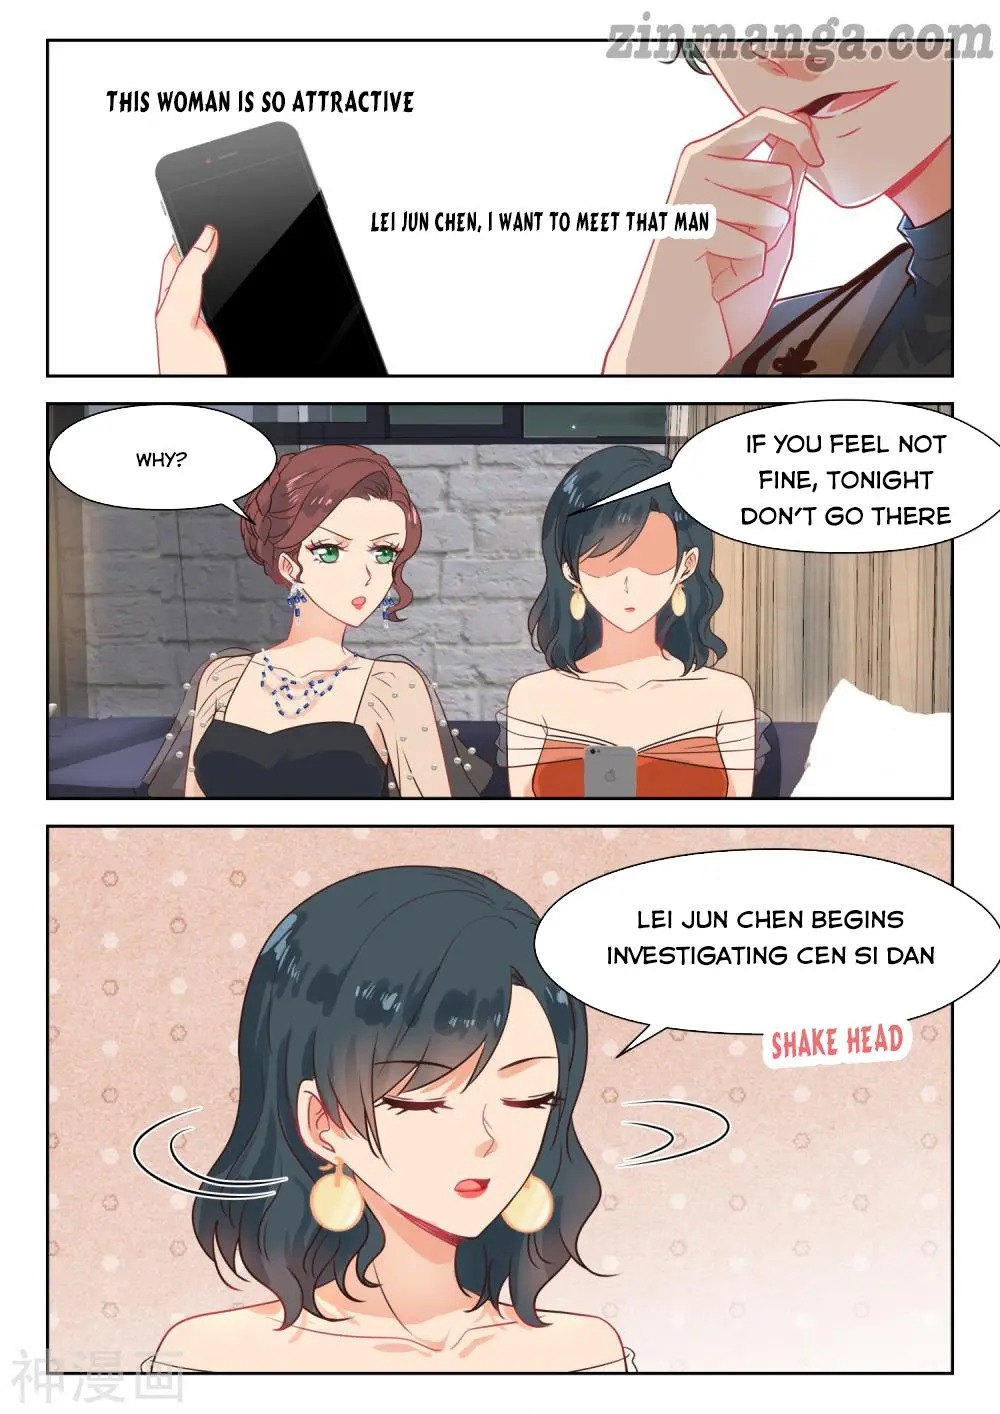 zinmanga.com
THIS WOMAN IS SO ATTRACTIVE
LEI JUN CHEN, I WANT TO MEET THAT MAN
WHY?
IF YOU FEEL NOT
FINE, TONIGHT
DON'T GO THERE
LEI JUN CHEN BEGINS
INVESTIGATING CEN SI DAN
SHAKE HEAD
神漫画